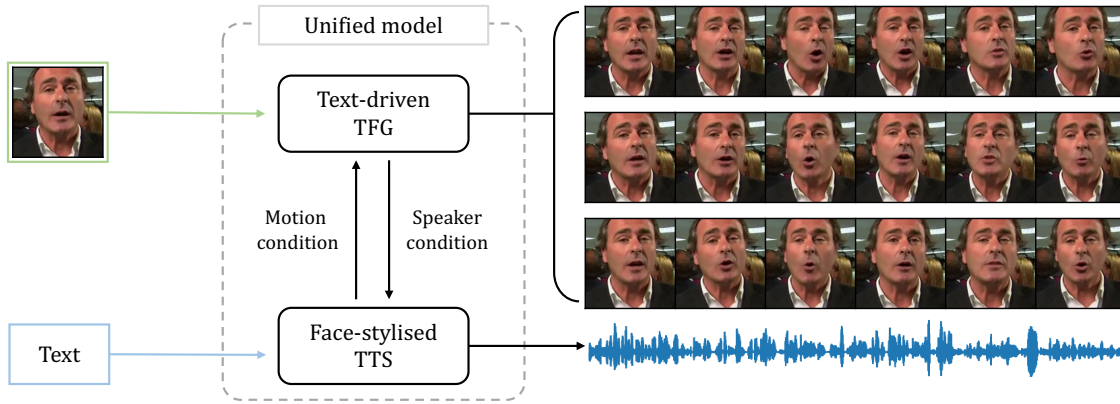 Unified model
Text-driven
TFG
Motion
condition
Speaker
condition
Text
Face-stylised
TTS